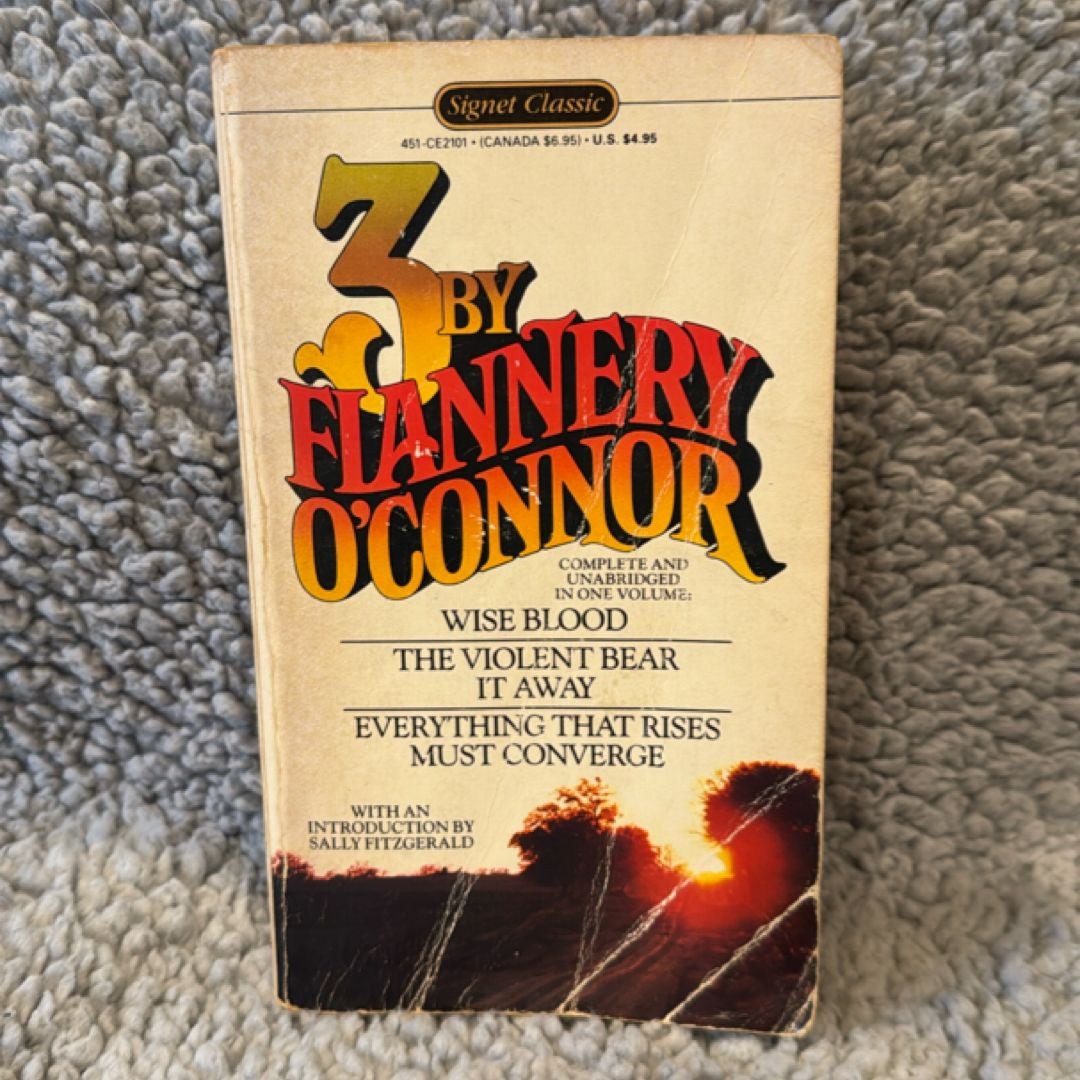 Signet Classic
451-CE2101 • (CANADA $6.95) • U.S. $4.95
3 BY
FLANNERY
O'CONNOR
COMPLETE AND
UNABRIDGED
IN ONE VOLUME:
WISE BLOOD
THE VIOLENT BEAR
IT AWAY
EVERYTHING THAT RISES
MUST CONVERGE
WITH AN
INTRODUCTION BY
SALLY FITZGERALD